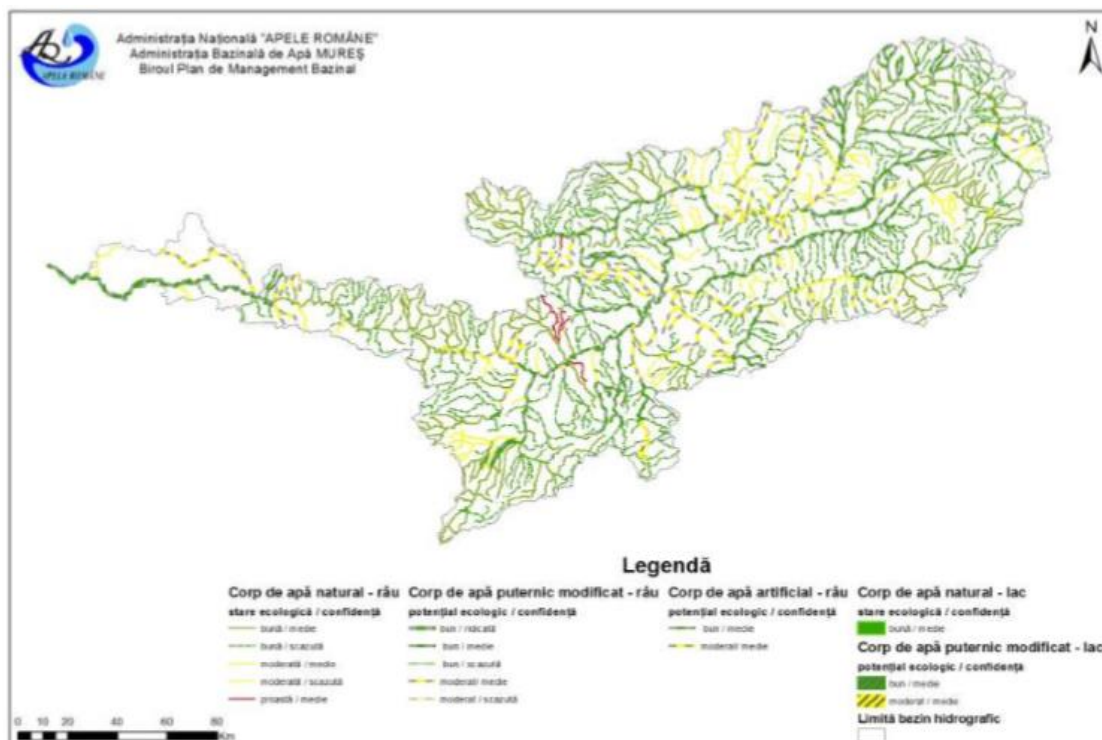 Administrația Națională "APELE ROMÂNE"
Administrația Bazinală de Apă MUREȘ
Biroul Plan de Management Bazinal
APELE ROMÂNE
N
Legendă
Corp de apă natural - râu
stare ecologică / confidență
bună / medie
bună / scazută
moderată / medie
moderată / scazută
proastă / medie
Corp de apă puternic modificat - râu
potențial ecologic / confidență
bun / ridicată
bun / medie
bun / scazută
moderat/ medie
moderat / scazută
Corp de apă artificial - râu
potențial ecologic / confidență
bun / medie
moderat/ medie
Corp de apă natural - lac
stare ecologică / confidență
bună / medie
Corp de apă puternic modificat - lac
potențial ecologic / confidență
bun / medie
moderat / medie
Limită bazin hidrografic
0 10 20 40 60 80
Km